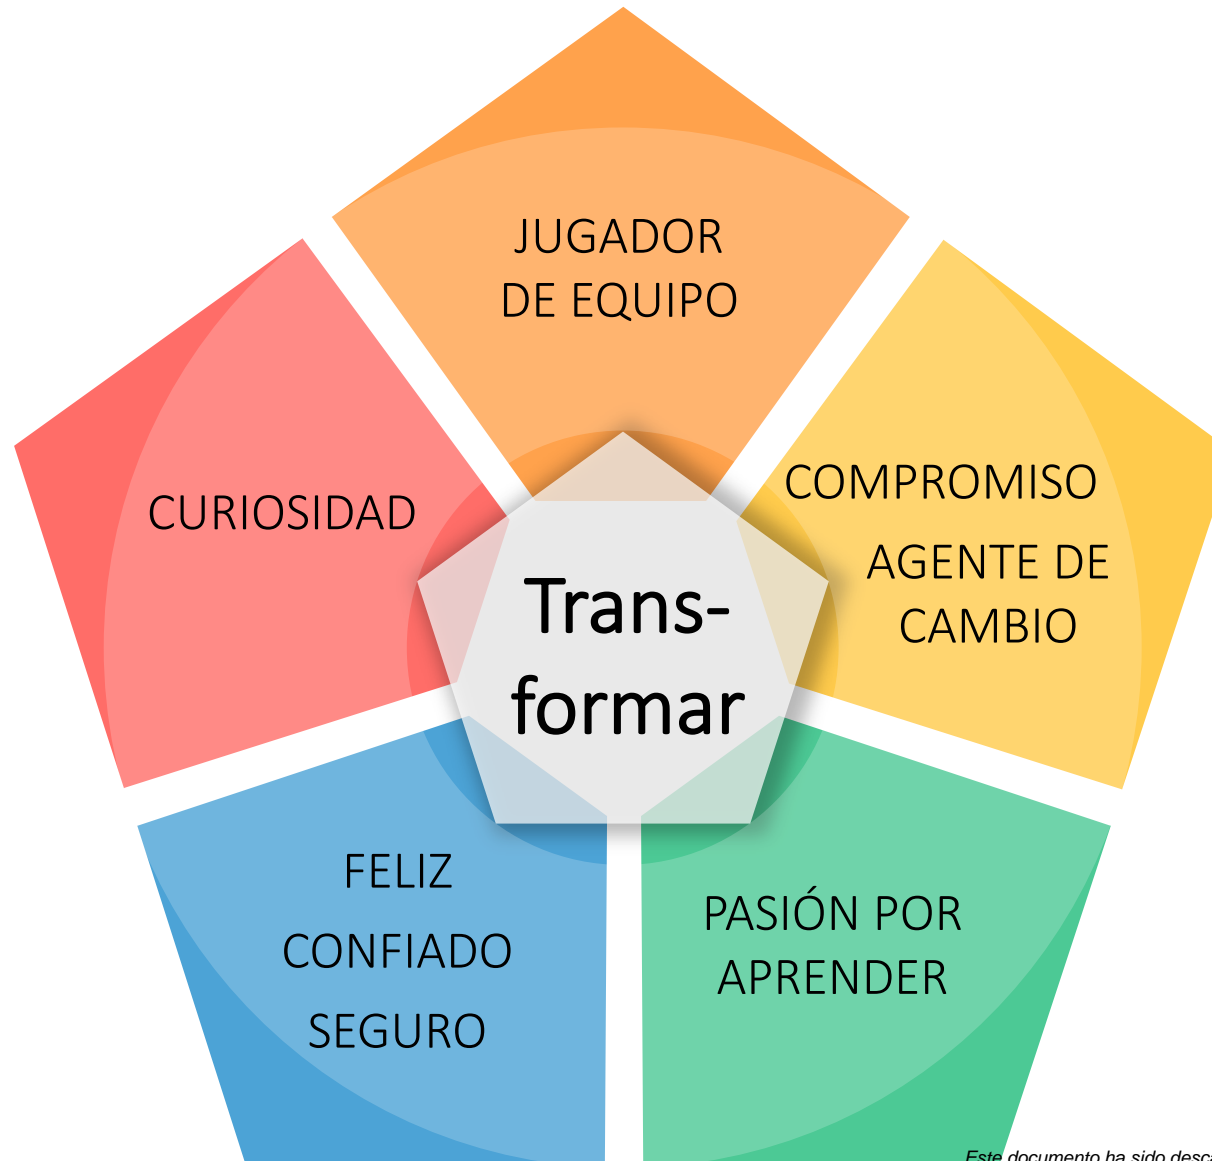 JUGADOR
DE EQUIPO
COMPROMISO
AGENTE DE
CAMBIO
CURIOSIDAD
Trans-
formar
FELIZ
CONFIADO
SEGURO
PASIÓN POR
APRENDER
Este documento ha sido